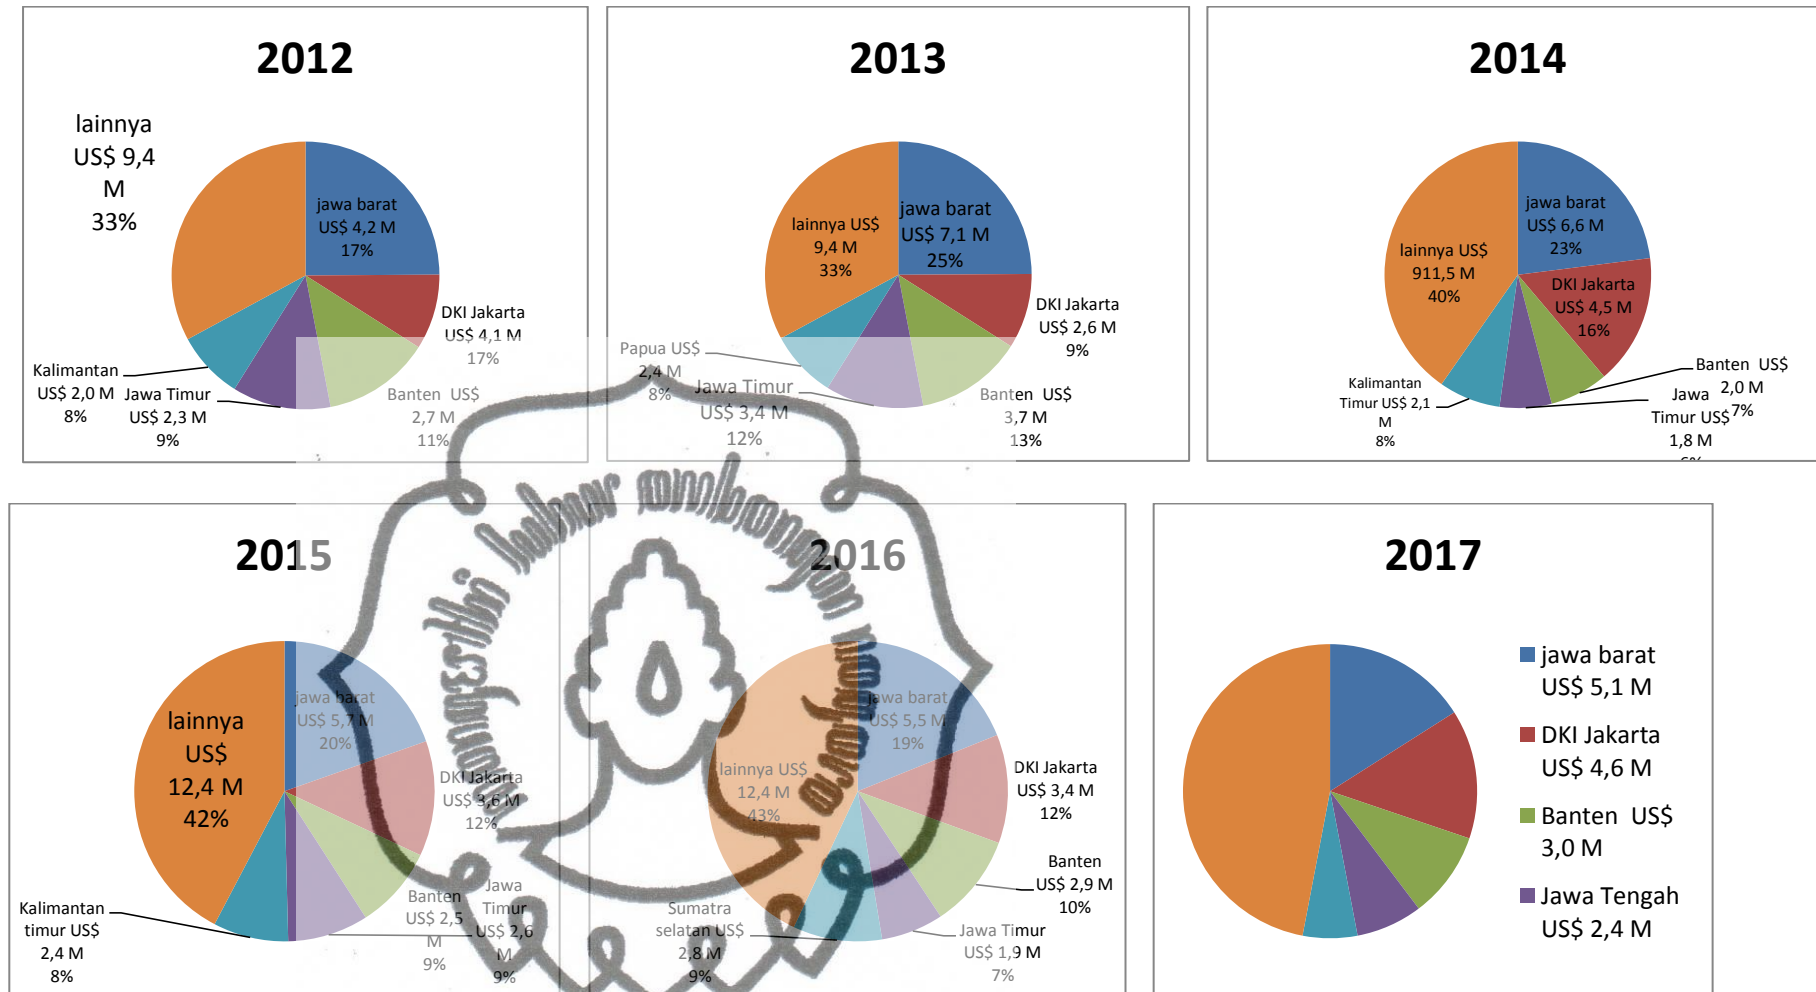 2012
lainnya
US$ 9,4
M
33%
jawa barat
US$ 4,2 M
17%
DKI Jakarta
US$ 4,1 M
17%
Banten US$
2,7 M
11%
Jawa Timur
US$ 2,3 M
9%
Kalimantan
US$ 2,0 M
8%
2013
lainnya US$
9,4 M
33%
jawa barat
US$ 7,1 M
25%
DKI Jakarta
US$ 2,6 M
9%
Banten US$
3,7 M
13%
Jawa Timur
US$ 3,4 M
12%
Papua US$
2,4 M
8%
2014
lainnya US$
911,5 M
40%
jawa barat
US$ 6,6 M
23%
DKI Jakarta
US$ 4,5 M
16%
Banten US$
2,0 M
7%
Jawa
Timur US$
1,8 M
6%
Kalimantan
Timur US$ 2,1
M
8%
2015
lainnya
US$
12,4 M
42%
jawa barat
US$ 5,7 M
20%
DKI Jakarta
US$ 3,6 M
12%
Banten
US$ 2,5
M
9%
Jawa
Timur
US$ 2,6
M
9%
Kalimantan
timur US$
2,4 M
8%
2016
lainnya US$
12,4 M
43%
jawa barat
US$ 5,5 M
19%
DKI Jakarta
US$ 3,4 M
12%
Banten
US$ 2,9 M
10%
Jawa Timur
US$ 1,9 M
7%
Sumatra
selatan US$
2,8 M
9%
2017
jawa barat
US$ 5,1 M
DKI Jakarta
US$ 4,6 M
Banten US$
3,0 M
Jawa Tengah
US$ 2,4 M